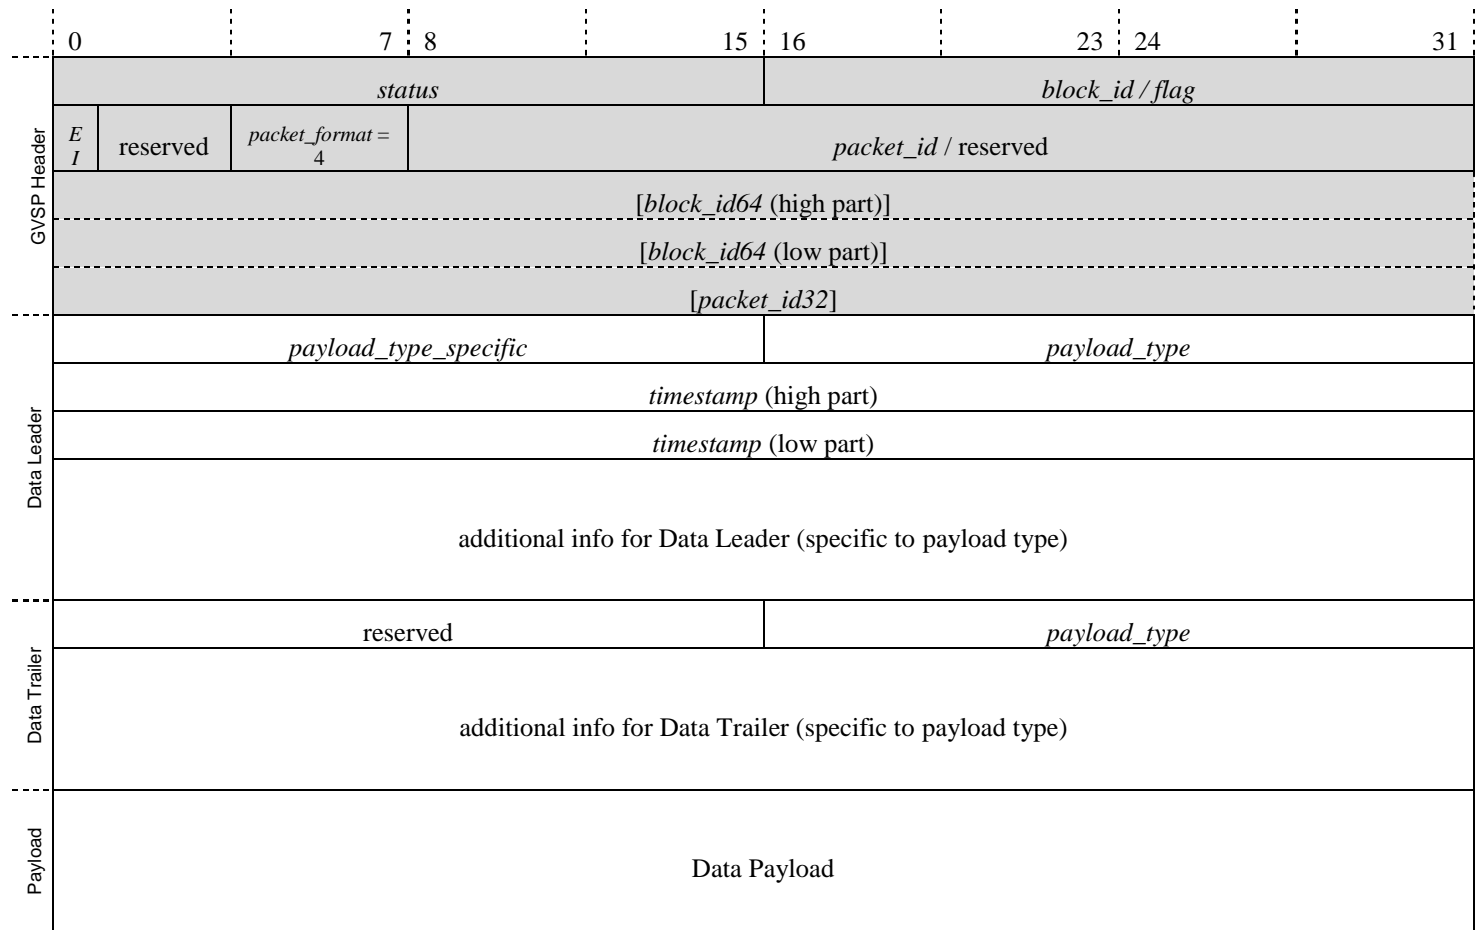 0 7 8 15 16 23 24 31
status block_id / flag
GVSP Header
E
I
reserved
packet_format =
4
packet_id / reserved
[block_id64 (high part)]
[block_id64 (low part)]
[packet_id32]
Data Leader
payload_type_specific payload_type
timestamp (high part)
timestamp (low part)
additional info for Data Leader (specific to payload type)
Data Trailer
reserved payload_type
additional info for Data Trailer (specific to payload type)
Payload
Data Payload